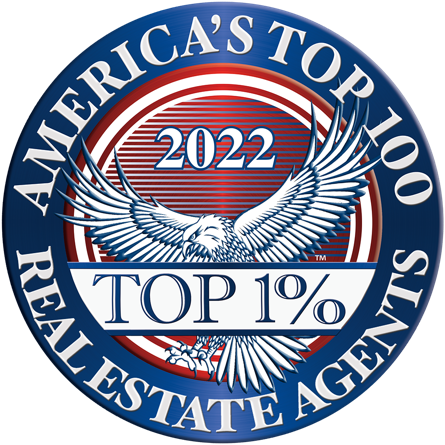 AMERICA'S TOP 100
2022
™
TOP 1%
REAL ESTATE AGENTS